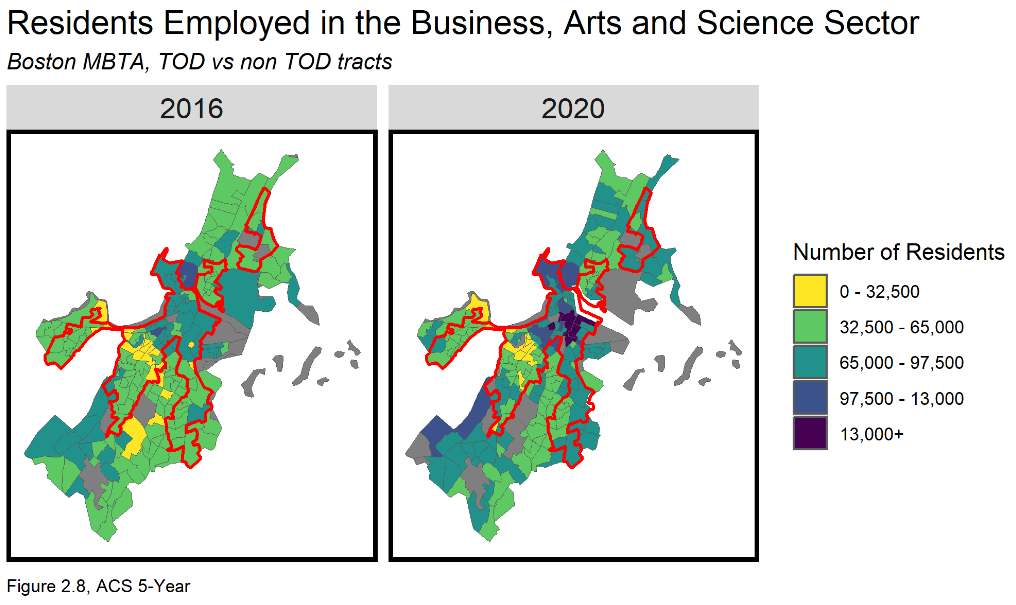 Residents Employed in the Business, Arts and Science Sector
Boston MBTA, TOD vs non TOD tracts
2016
2020
Number of Residents
0 - 32,500
32,500 - 65,000
65,000 - 97,500
97,500 - 13,000
13,000+
Figure 2.8, ACS 5-Year